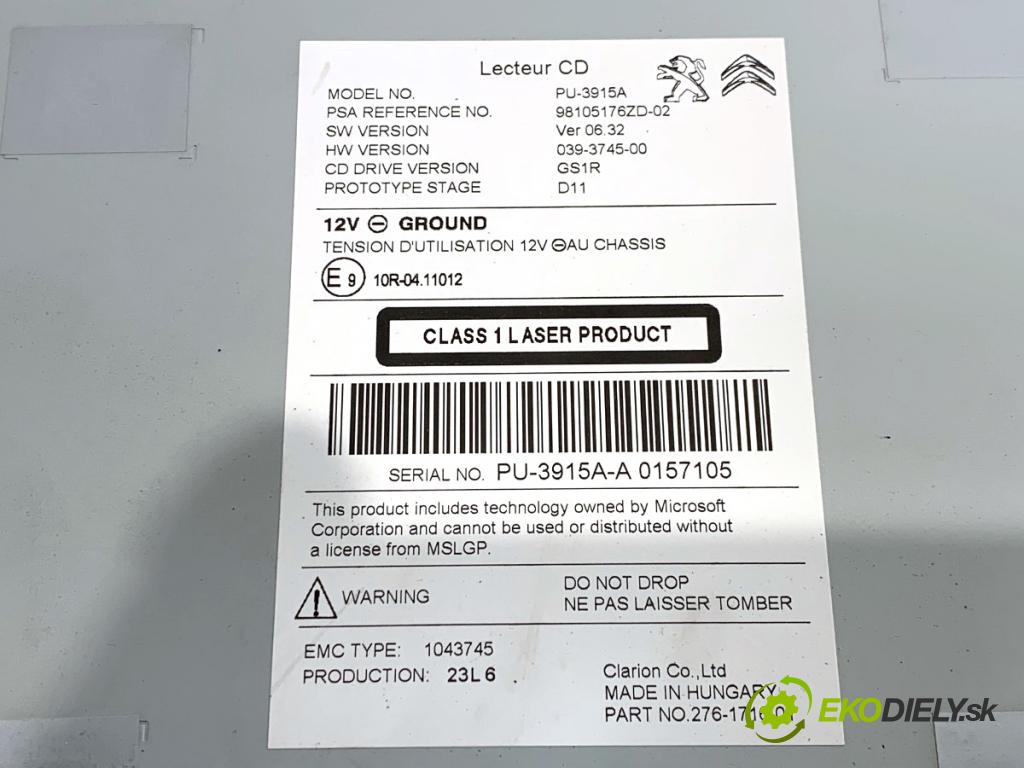 Lecteur CD
MODEL NO. PU-3915A
PSA REFERENCE NO. 98105176ZD-02
SW VERSION Ver 06.32
HW VERSION 039-3745-00
CD DRIVE VERSION GS1R
PROTOTYPE STAGE D11
12V ⊖ GROUND
TENSION D'UTILISATION 12V ⊖AU CHASSIS
E9 10R-04.11012
CLASS 1 LASER PRODUCT
SERIAL NO. PU-3915A-A 0157105
This product includes technology owned by Microsoft
Corporation and cannot be used or distributed without
a license from MSLGP.
WARNING DO NOT DROP
NE PAS LAISSER TOMBER
EMC TYPE: 1043745
PRODUCTION: 23L6
Clarion Co.,Ltd
MADE IN HUNGARY
PART NO.
EKODIELY.sk